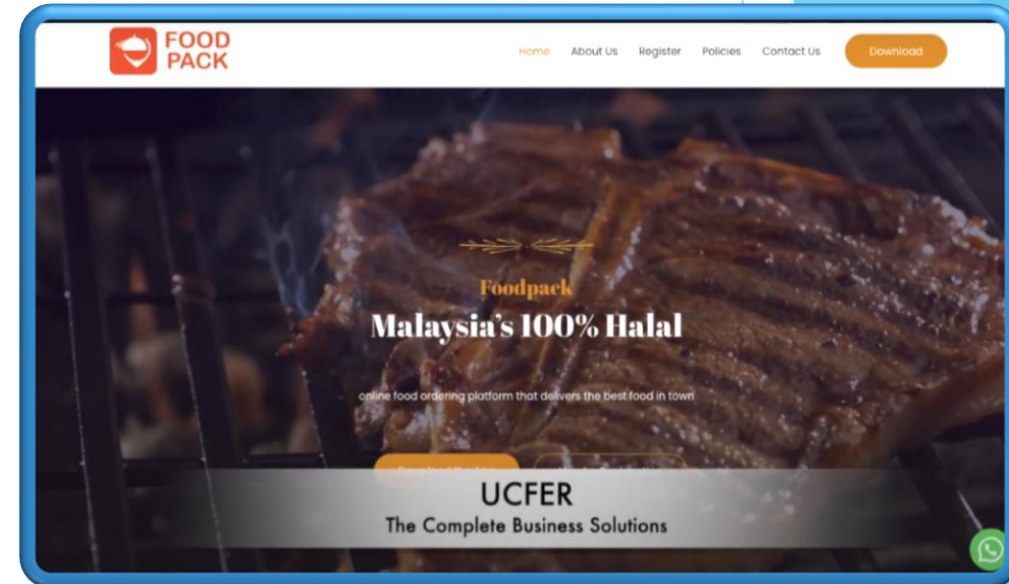 FOOD
PACK
Home About Us Register Policies Contact Us Download
Foodpack
Malaysia's 100% Halal
online food ordering platform that delivers the best food in town
UCFER
The Complete Business Solutions